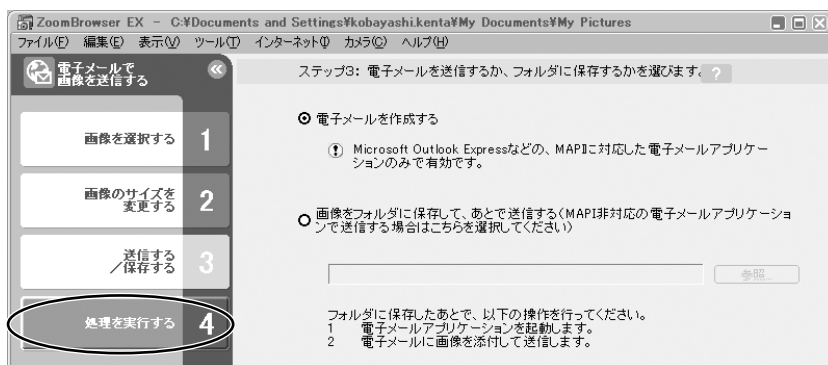 ZoomBrowser EX - C:¥Documents and Settings¥kobayashi.kenta¥My Documents¥My Pictures
ファイル(F) 編集(E) 表示(V) ツール(T) インターネット(I) カメラ(C) ヘルプ(H)
電子メールで
画像を送信する
ステップ3: 電子メールを送信するか、フォルダに保存するかを選びます。 ?
画像を選択する 1
画像のサイズを
変更する 2
送信する
／保存する 3
処理を実行する 4
電子メールを作成する
Microsoft Outlook Expressなどの、MAPIに対応した電子メールアプリケー
ションのみで有効です。
画像をフォルダに保存して、あとで送信する(MAPI非対応の電子メールアプリケーショ
ンで送信する場合はこちらを選択してください)
参照...
フォルダに保存したあとで、以下の操作を行ってください。
1 電子メールアプリケーションを起動します。
2 電子メールに画像を添付して送信します。